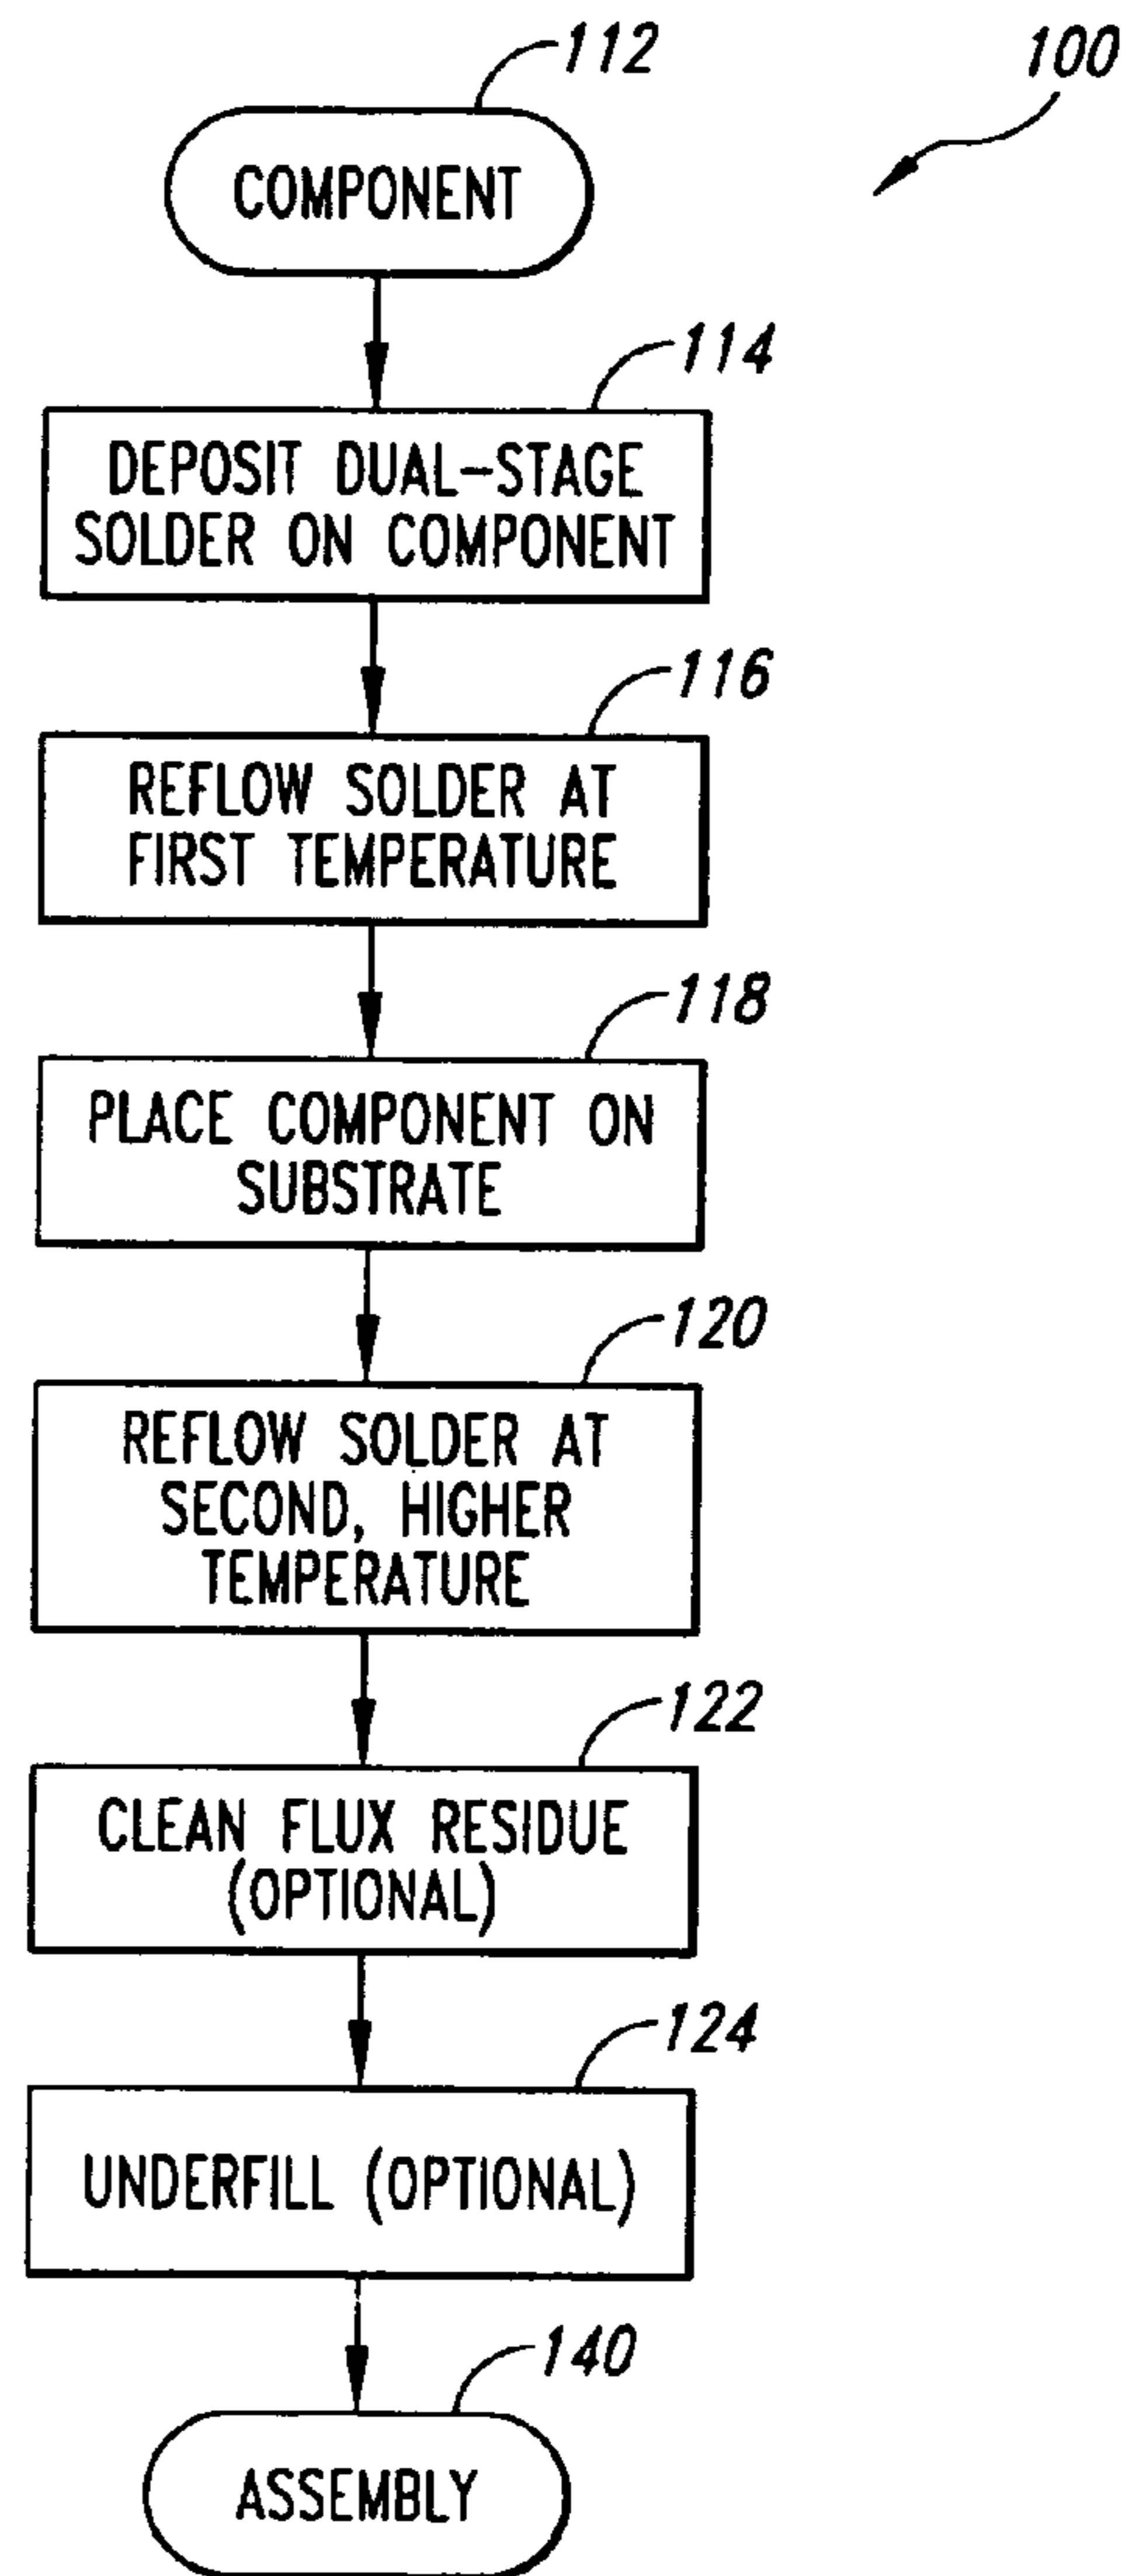 112
100
COMPONENT
114
DEPOSIT DUAL-STAGE
SOLDER ON COMPONENT
116
REFLOW SOLDER AT
FIRST TEMPERATURE
118
PLACE COMPONENT ON
SUBSTRATE
120
REFLOW SOLDER AT
SECOND, HIGHER
TEMPERATURE
122
CLEAN FLUX RESIDUE
(OPTIONAL)
124
UNDERFILL (OPTIONAL)
140
ASSEMBLY